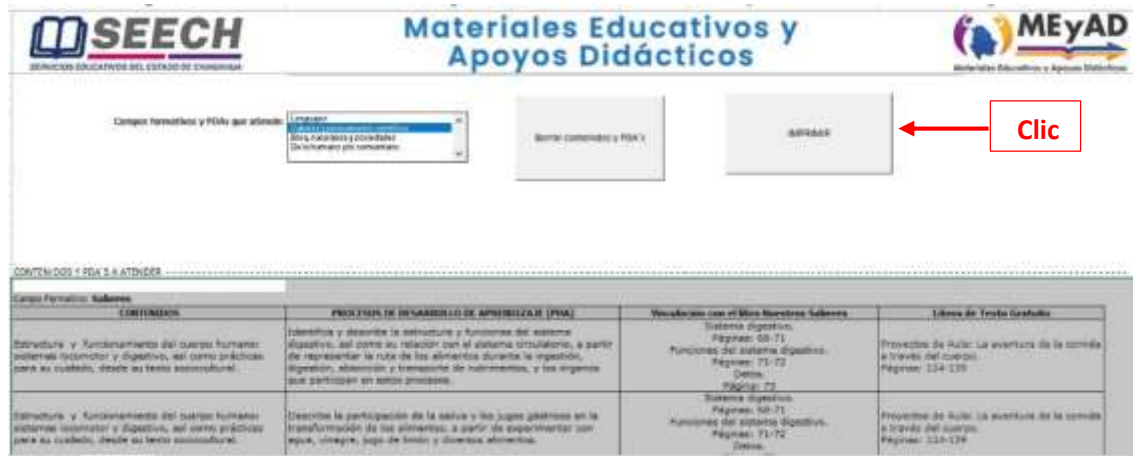 SEECH
SERVICIOS EDUCATIVOS DEL ESTADO DE CHIHUAHUA
Materiales Educativos y
Apoyos Didácticos
MEyAD
Materiales Educativos y Apoyos Didácticos
Campos formativos y PDAs que atiende:
Lenguajes
Saberes y pensamiento científico
Ética, naturaleza y sociedades
De lo humano y lo comunitario
Borrar contenidos y PDA´s
IMPRIMIR
Clic
CONTENIDOS Y PDA´S A ATENDER
Campo Formativo: Saberes
CONTENIDOS
PROCESOS DE DESARROLLO DE APRENDIZAJE [PDA]
Vinculación con el libro Nuestros Saberes
Libros de Texto Gratuito
Estructura y funcionamiento del cuerpo humano:
sistemas locomotor y digestivo, así como prácticas
para su cuidado, desde su texto sociocultural.
Identifica y describe la estructura y funciones del sistema
digestivo, así como su relación con el sistema circulatorio, a partir
de representar la ruta de los alimentos durante la ingestión,
digestión, absorción y transporte de nutrimentos, y los órganos
que participan en estos procesos.
Sistema digestivo.
Páginas: 68-71
Funciones del sistema digestivo.
Páginas: 71-72
Página: 73
Proyectos de Aula: La aventura de la comida
a través del cuerpo.
Páginas: 124-139
Estructura y funcionamiento del cuerpo humano:
sistemas locomotor y digestivo, así como prácticas
para su cuidado, desde su texto sociocultural.
Describe la participación de la saliva y los jugos gástricos en la
transformación de los alimentos, a partir de experimentar con
agua, vinagre, jugo de limón y diversos alimentos.
Sistema digestivo.
Páginas: 68-71
Funciones del sistema digestivo.
Páginas: 71-72
Proyectos de Aula: La aventura de la comida
a través del cuerpo.
Páginas: 124-139